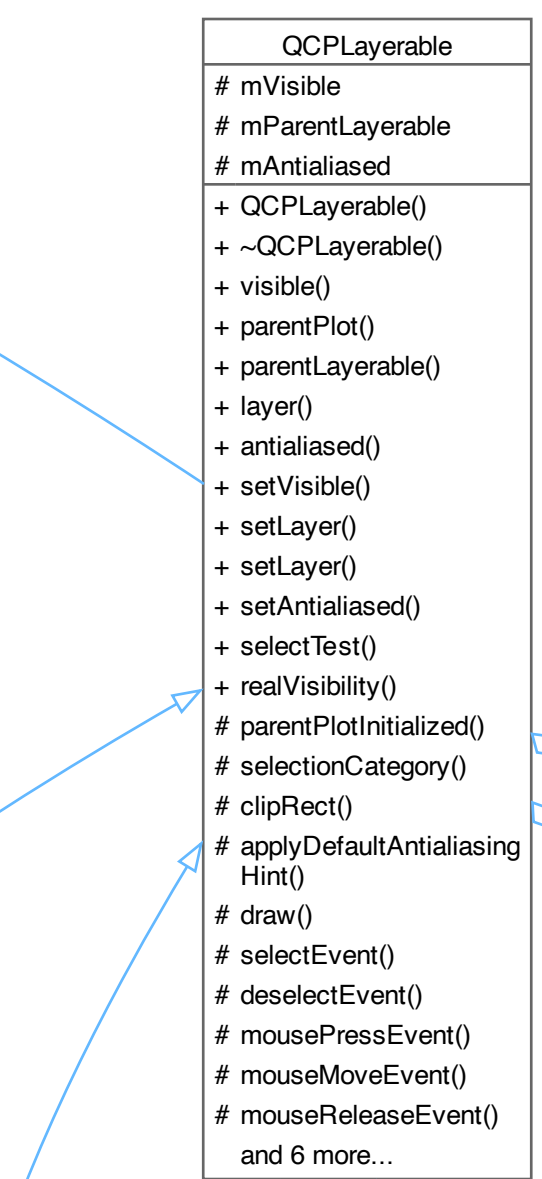 QCPLayerable
# mVisible
# mParentLayerable
# mAntialiased
+ QCPLayerable()
+ ~QCPLayerable()
+ visible()
+ parentPlot()
+ parentLayerable()
+ layer()
+ antialiased()
+ setVisible()
+ setLayer()
+ setLayer()
+ setAntialiased()
+ selectTest()
+ realVisibility()
# parentPlotInitialized()
# selectionCategory()
# clipRect()
# applyDefaultAntialiasing
Hint()
# draw()
# selectEvent()
# deselectEvent()
# mousePressEvent()
# mouseMoveEvent()
# mouseReleaseEvent()
and 6 more...